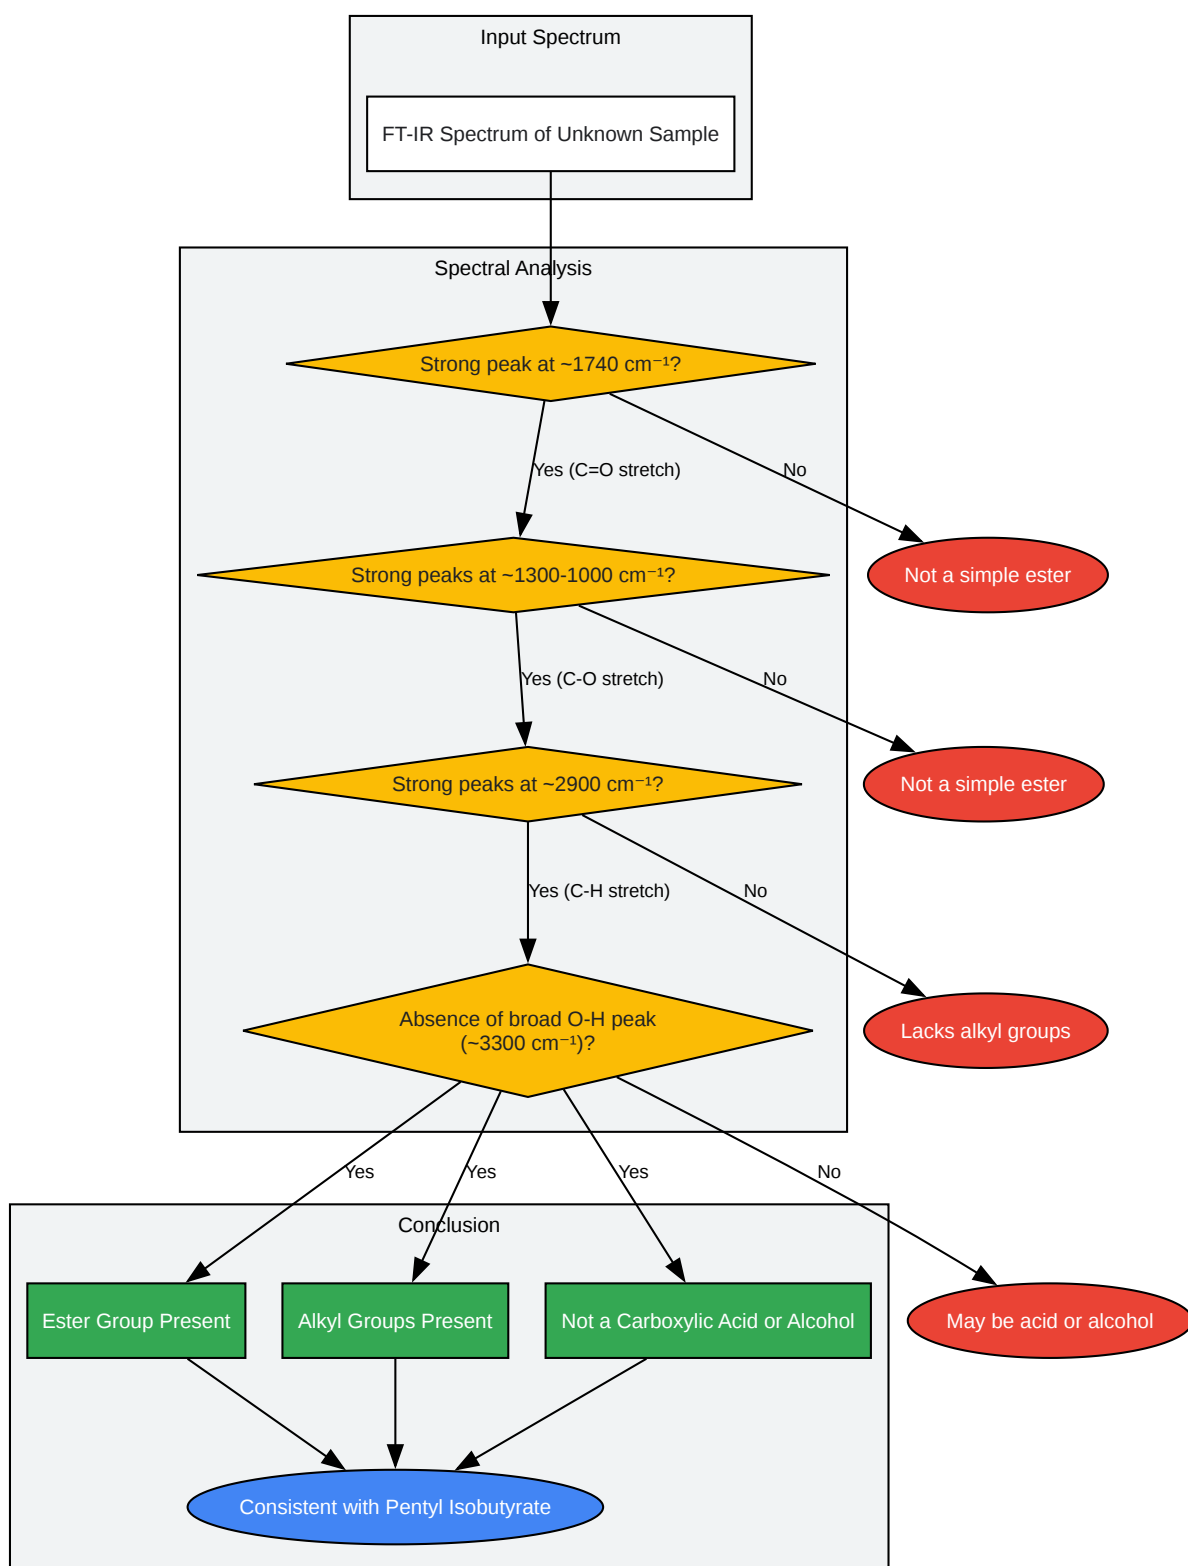 Input Spectrum
FT-IR Spectrum of Unknown Sample
Spectral Analysis
Strong peak at ~1740 cm⁻¹?
Yes (C=O stretch)
No
Strong peaks at ~1300-1000 cm⁻¹?
Not a simple ester
Yes (C-O stretch)
No
Strong peaks at ~2900 cm⁻¹?
Not a simple ester
Yes (C-H stretch)
No
Absence of broad O-H peak
(~3300 cm⁻¹)?
Lacks alkyl groups
Yes
Yes
Yes
No
Conclusion
Ester Group Present
Alkyl Groups Present
Not a Carboxylic Acid or Alcohol
May be acid or alcohol
Consistent with Pentyl Isobutyrate